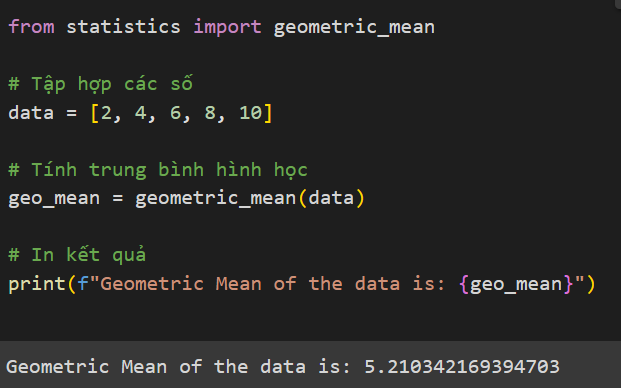 from statistics import geometric_mean
# Tập hợp các số
data = [2, 4, 6, 8, 10]
# Tính trung bình hình học
geo_mean = geometric_mean(data)
# In kết quả
print(f"Geometric Mean of the data is: {geo_mean}")
Geometric Mean of the data is: 5.210342169394703